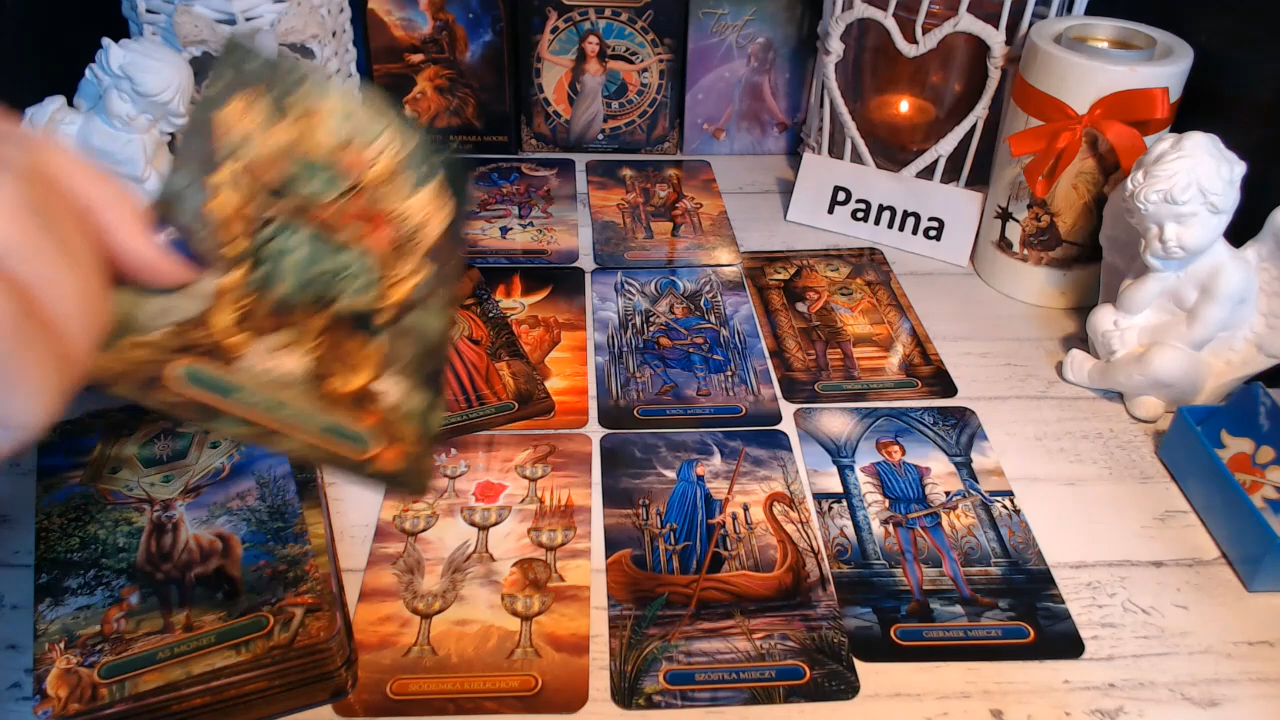 Tarot
BARBARA MOORE
Panna
KRÓL MIECZY
TRÓJKA MONET
AS MONET
SIÓDEMKA KIELICHÓW
SZÓSTKA MIECZY
GIERMEK MIECZY